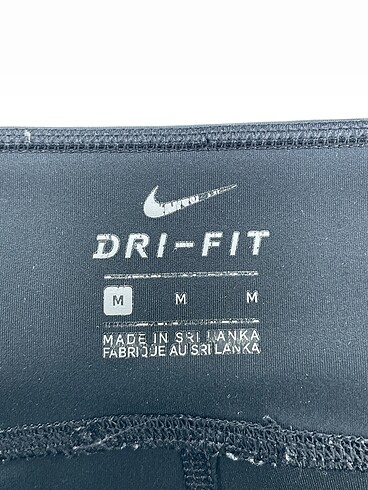 DRI-FIT
M M M
MADE IN SRI LANKA
FABRIQUE AU SRI LANKA